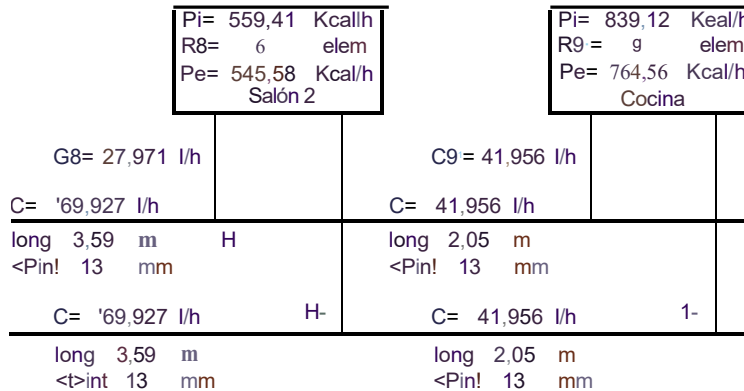 Pi= 559,41 Kcallh
R8= 6 elem
Pe= 545,58 Kcal/h
Salón 2
Pi= 839,12 Keal/h
R9 = g elem
Pe= 764,56 Kcal/h
Cocina
G8= 27,971 l/h
C9= 41,956 l/h
C= '69,927 l/h
C= 41,956 l/h
long 3,59 m H
<Pin! 13 mm
long 2,05 m
<Pin! 13 mm
C= '69,927 l/h H-
C= 41,956 l/h 1-
long 3,59 m
<t>int 13 mm
long 2,05 m
<Pin! 13 mm